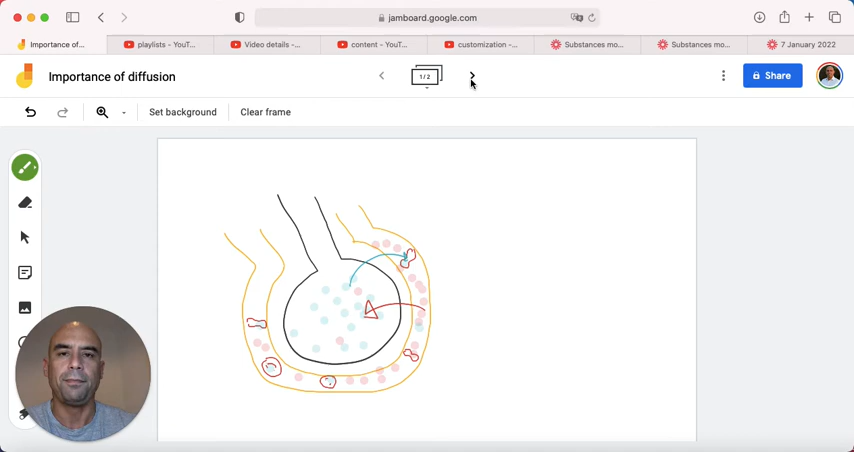 jamboard.google.com
Importance of...
playlists - YouT...
Video details -...
content - YouT...
customization -...
Substances mo...
Substances mo...
7 January 2022
Importance of diffusion
1/2
Share
Set background
Clear frame